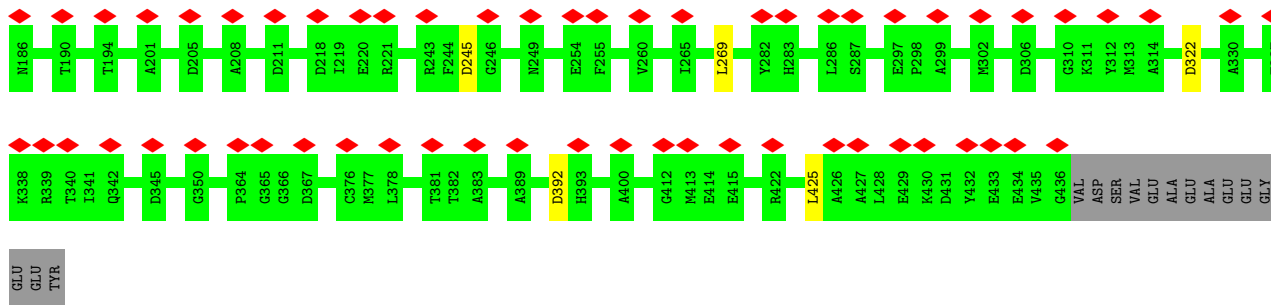 N186 T190 T194 A201 D205 A208 D211 D218 I219 E220 R221 R243 F244 D245 G246 N249 E254 F255 V260 I265 L269 Y282 H283 L286 S287 E297 P298 A299 M302 D306 G310 K311 Y312 M313 A314 D322 A330
K338 R339 T340 I341 Q342 D345 G350 P364 G365 G366 D367 C376 M377 L378 T381 T382 A383 A389 D392 H393 A400 G412 M413 E414 E415 R422 L425 A426 A427 L428 E429 K430 D431 Y432 E433 E434 V435 G436 VAL ASP SER VAL GLU ALA GLU ALA GLU GLU GLY
GLU GLU TYR